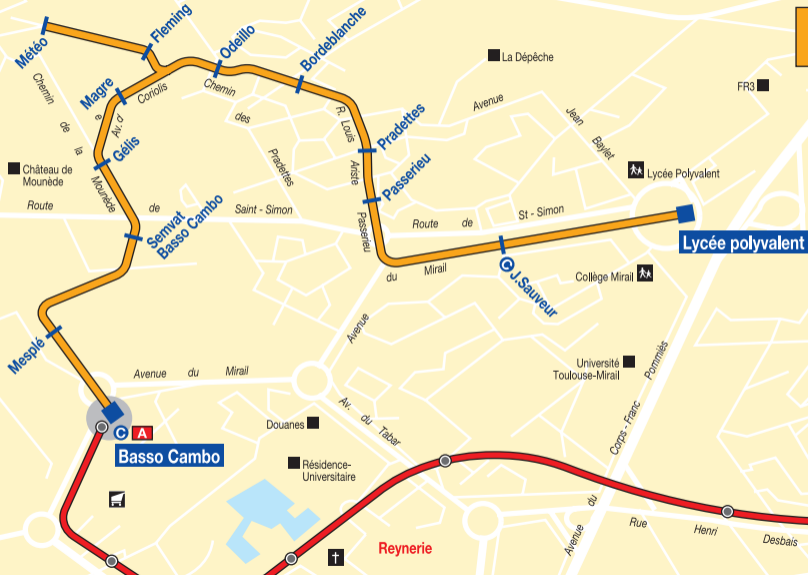 Météo
Fleming
Odeillo
Bordeblanche
La Dépêche
FR3
Magre
Av. d'
Coriolis
Chemin
des
Pradettes
Chemin
de
la
Mounède
R. Louis
Ariste
Passerieu
Pradettes
Avenue
Jean
Baylet
Gélis
Château de
Mounède
Passerieu
Lycée Polyvalent
Route
de
Saint - Simon
Semvat
Basso Cambo
Route
de
St - Simon
Lycée polyvalent
du
Mirail
C J.Sauveur
Collège Mirail
Mesplé
Avenue
Avenue
du
Mirail
Université
Toulouse-Mirail
Pommiès
Corps - Franc
du
Avenue
Av.
du
Tabar
C A
Basso Cambo
Douanes
Résidence-
Universitaire
Reynerie
Rue
Henri
Desbals